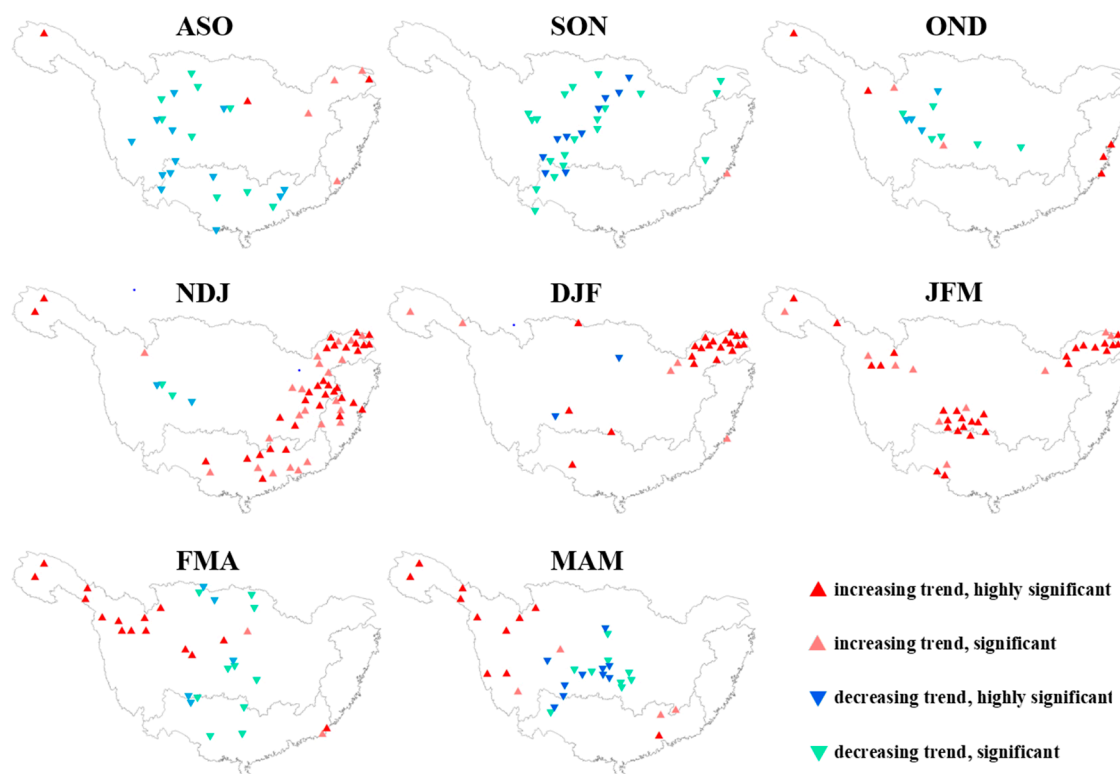 ASO
SON
OND
NDJ
DJF
JFM
FMA
MAM
increasing trend, highly significant
increasing trend, significant
decreasing trend, highly significant
decreasing trend, significant